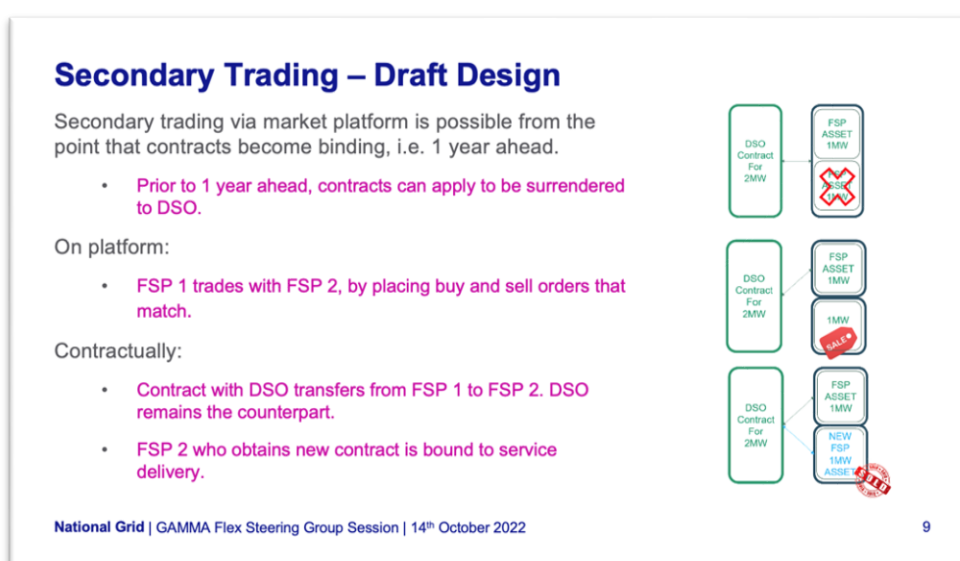 Secondary Trading – Draft Design
Secondary trading via market platform is possible from the
point that contracts become binding, i.e. 1 year ahead.
• Prior to 1 year ahead, contracts can apply to be surrendered
to DSO.
On platform:
• FSP 1 trades with FSP 2, by placing buy and sell orders that
match.
Contractually:
• Contract with DSO transfers from FSP 1 to FSP 2. DSO
remains the counterpart.
• FSP 2 who obtains new contract is bound to service
delivery.
DSO
Contract
For
2MW
FSP
ASSET
1MW
FSP
ASSET
1MW
DSO
Contract
For
2MW
FSP
ASSET
1MW
1MW
SALE
DSO
Contract
For
2MW
FSP
ASSET
1MW
NEW
FSP
1MW
ASSET
SOLD
National Grid | GAMMA Flex Steering Group Session | 14th October 2022
9